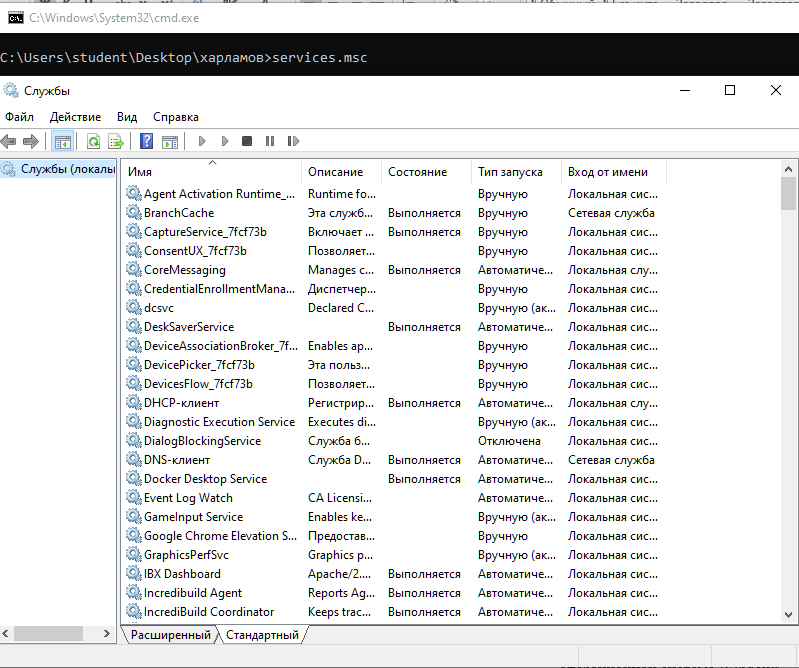 C:\Windows\System32\cmd.exe
C:\Users\student\Desktop\харламов>services.msc
Службы
Файл Действие Вид Справка
Службы (локалы
Имя Описание Состояние Тип запуска Вход от имени
Agent Activation Runtime_... Runtime fo... Вручную Локальная сис...
BranchCache Эта служб... Выполняется Вручную Сетевая служба
CaptureService_7fcf73b Включает ... Выполняется Вручную Локальная сис...
ConsentUX_7fcf73b Позволяет... Вручную Локальная сис...
CoreMessaging Manages c... Выполняется Автоматиче... Локальная слу...
CredentialEnrollmentMana... Диспетчер... Вручную Локальная сис...
dcsvc Declared C... Вручную (ак... Локальная сис...
DeskSaverService Выполняется Автоматиче... Локальная сис...
DeviceAssociationBroker_7f... Enables ap... Вручную Локальная сис...
DevicePicker_7fcf73b Эта польз... Вручную Локальная сис...
DevicesFlow_7fcf73b Позволяет... Вручную Локальная сис...
DHCP-клиент Регистрир... Выполняется Автоматиче... Локальная слу...
Diagnostic Execution Service Executes di... Вручную (ак... Локальная сис...
DialogBlockingService Служба б... Отключена Локальная сис...
DNS-клиент Служба D... Выполняется Автоматиче... Сетевая служба
Docker Desktop Service Выполняется Автоматиче... Локальная сис...
Event Log Watch CA Licensi... Автоматиче... Локальная сис...
GameInput Service Enables ke... Вручную (ак... Локальная сис...
Google Chrome Elevation S... Предостав... Вручную Локальная сис...
GraphicsPerfSvc Graphics p... Вручную (ак... Локальная сис...
IBX Dashboard Apache/2.... Выполняется Автоматиче... Локальная сис...
Incredibuild Agent Reports Ag... Выполняется Автоматиче... Локальная сис...
IncrediBuild Coordinator Keeps trac... Выполняется Автоматиче... Локальная сис...
Расширенный Стандартный